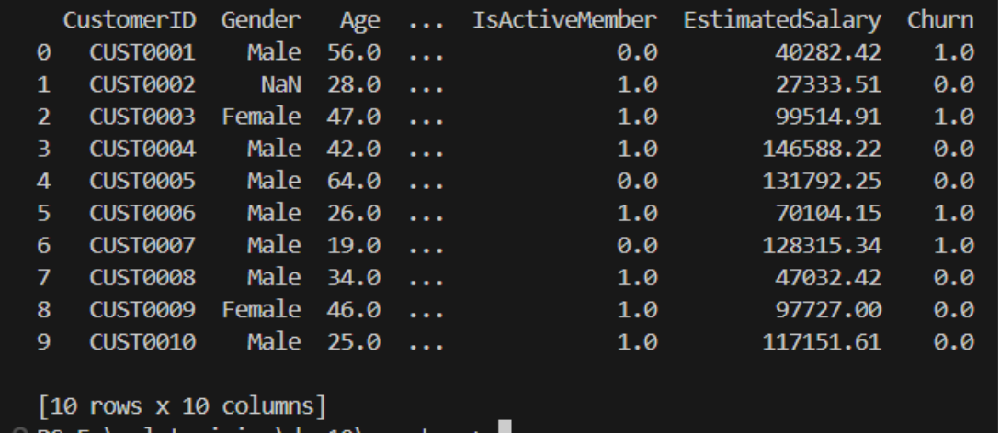 CustomerID Gender Age ... IsActiveMember EstimatedSalary Churn
0 CUST0001 Male 56.0 ... 0.0 40282.42 1.0
1 CUST0002 NaN 28.0 ... 1.0 27333.51 0.0
2 CUST0003 Female 47.0 ... 1.0 99514.91 1.0
3 CUST0004 Male 42.0 ... 1.0 146588.22 0.0
4 CUST0005 Male 64.0 ... 0.0 131792.25 0.0
5 CUST0006 Male 26.0 ... 1.0 70104.15 1.0
6 CUST0007 Male 19.0 ... 0.0 128315.34 1.0
7 CUST0008 Male 34.0 ... 1.0 47032.42 0.0
8 CUST0009 Female 46.0 ... 1.0 97727.00 0.0
9 CUST0010 Male 25.0 ... 1.0 117151.61 0.0
[10 rows x 10 columns]